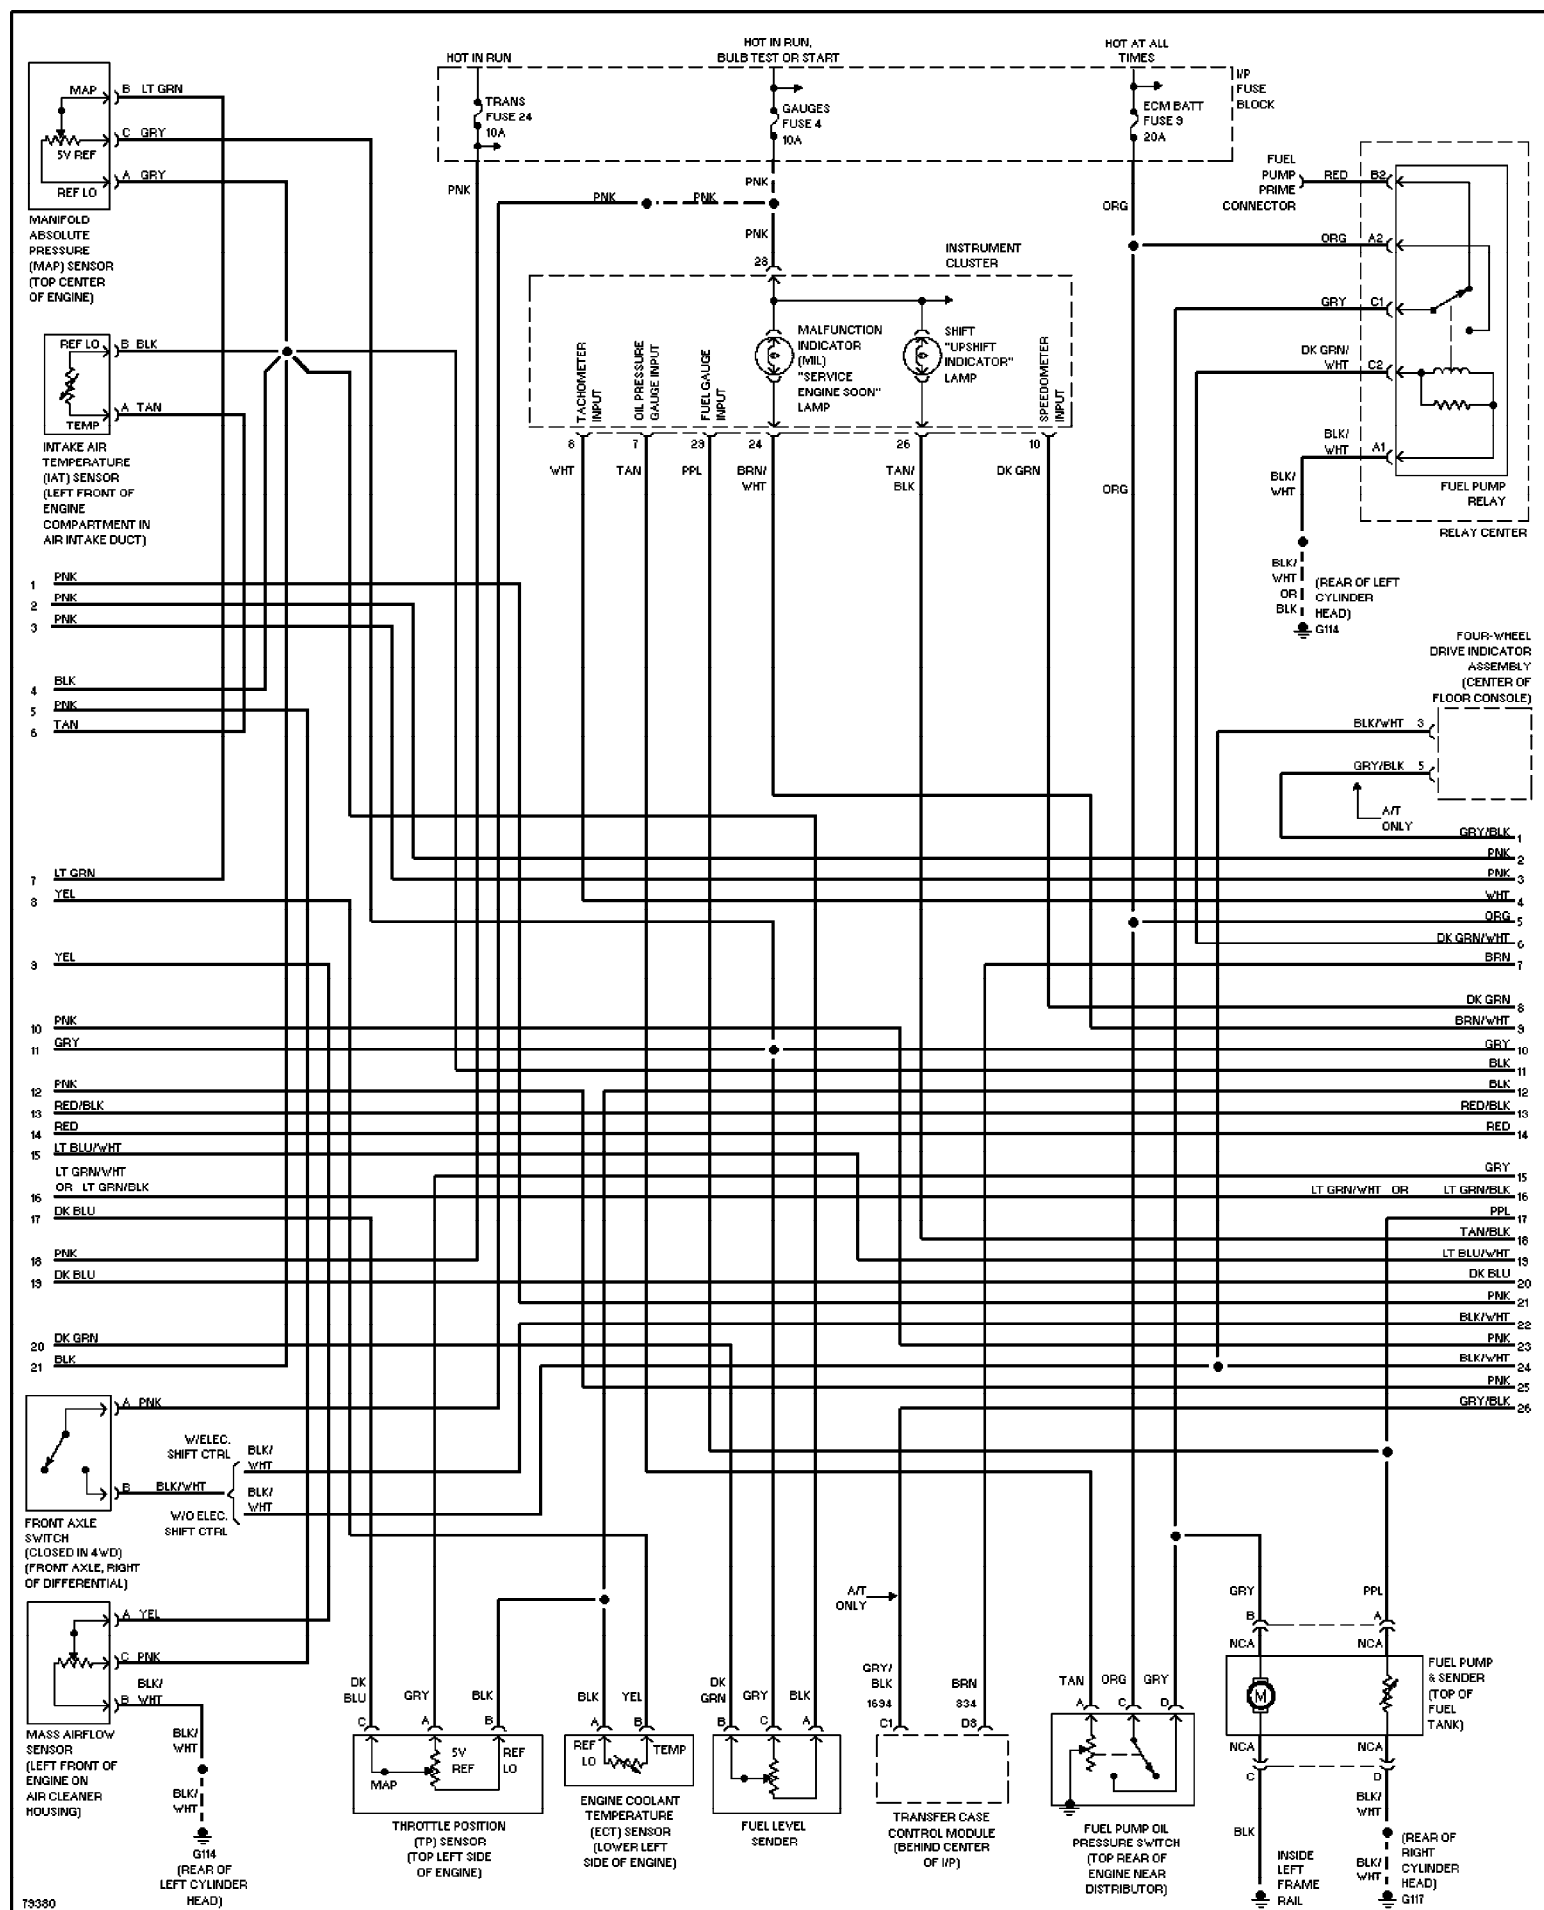 HOT IN RUN
HOT IN RUN,
BULB TEST OR START
HOT AT ALL
TIMES
I/P
FUSE
BLOCK
TRANS
FUSE 24
10A
GAUGES
FUSE 4
10A
ECM BATT
FUSE 9
20A
MAP
B LT GRN
C GRY
5V REF
A GRY
REF LO
MANIFOLD
ABSOLUTE
PRESSURE
(MAP) SENSOR
(TOP CENTER
OF ENGINE)
PNK
PNK
PNK
PNK
PNK
28
ORG
FUEL
PUMP
PRIME
CONNECTOR
RED B2
ORG A2
GRY C1
DK GRN/
WHT C2
BLK/
WHT A1
BLK/
WHT
FUEL PUMP
RELAY
RELAY CENTER
BLK/
WHT
OR
BLK
(REAR OF LEFT
CYLINDER
HEAD)
G114
INSTRUMENT
CLUSTER
TACHOMETER
INPUT
OIL PRESSURE
GAUGE INPUT
FUEL GAUGE
INPUT
MALFUNCTION
INDICATOR
(MIL)
"SERVICE
ENGINE SOON"
LAMP
SHIFT
"UPSHIFT
INDICATOR"
LAMP
SPEEDOMETER
INPUT
8 7 29 24 26 10
WHT
TAN
PPL
BRN/
WHT
TAN/
BLK
DK GRN
ORG
REF LO
B BLK
A TAN
TEMP
INTAKE AIR
TEMPERATURE
(IAT) SENSOR
(LEFT FRONT OF
ENGINE
COMPARTMENT IN
AIR INTAKE DUCT)
1 PNK
2 PNK
3 PNK
4 BLK
5 PNK
6 TAN
7 LT GRN
8 YEL
9 YEL
10 PNK
11 GRY
12 PNK
13 RED/BLK
14 RED
15 LT BLU/WHT
LT GRN/WHT
16 OR LT GRN/BLK
17 DK BLU
18 PNK
19 DK BLU
20 DK GRN
21 BLK
FOUR-WHEEL
DRIVE INDICATOR
ASSEMBLY
(CENTER OF
FLOOR CONSOLE)
BLK/WHT 3
GRY/BLK 5
A/T
ONLY
GRY/BLK 1
PNK 2
PNK 3
WHT 4
ORG 5
DK GRN/WHT 6
BRN 7
DK GRN 8
BRN/WHT 9
GRY 10
BLK 11
BLK 12
RED/BLK 13
RED 14
GRY 15
LT GRN/WHT OR LT GRN/BLK 16
PPL 17
TAN/BLK 18
LT BLU/WHT 19
DK BLU 20
PNK 21
BLK/WHT 22
PNK 23
BLK/WHT 24
PNK 25
GRY/BLK 26
A PNK
B BLK/WHT
W/ELEC.
SHIFT CTRL
BLK/
WHT
BLK/
WHT
W/O ELEC.
SHIFT CTRL
FRONT AXLE
SWITCH
(CLOSED IN 4WD)
(FRONT AXLE, RIGHT
OF DIFFERENTIAL)
A YEL
C PNK
BLK/
B WHT
MASS AIRFLOW
SENSOR
(LEFT FRONT OF
ENGINE ON
AIR CLEANER
HOUSING)
BLK/
WHT
BLK/
WHT
G114
(REAR OF
LEFT CYLINDER
HEAD)
DK
BLU
C
GRY
A
BLK
B
MAP
5V
REF
REF
LO
THROTTLE POSITION
(TP) SENSOR
(TOP LEFT SIDE
OF ENGINE)
BLK
A
YEL
B
REF
LO
TEMP
ENGINE COOLANT
TEMPERATURE
(ECT) SENSOR
(LOWER LEFT
SIDE OF ENGINE)
DK
GRN
B
GRY
C
BLK
A
FUEL LEVEL
SENDER
A/T
ONLY
GRY/
BLK
1694
C1
BRN
834
D8
TRANSFER CASE
CONTROL MODULE
(BEHIND CENTER
OF I/P)
TAN
A
ORG
C
GRY
D
FUEL PUMP OIL
PRESSURE SWITCH
(TOP REAR OF
ENGINE NEAR
DISTRIBUTOR)
GRY
B
PPL
A
NCA
NCA
M
FUEL PUMP
& SENDER
(TOP OF
FUEL
TANK)
NCA
NCA
C
D
BLK
BLK/
WHT
BLK/
WHT
INSIDE
LEFT
FRAME
RAIL
(REAR OF
RIGHT
CYLINDER
HEAD)
G117
79380